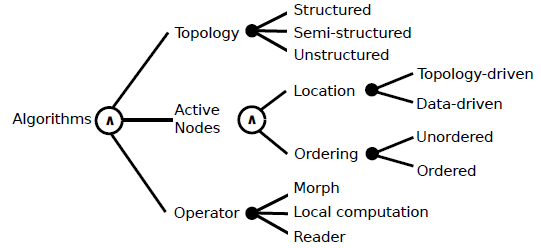 Algorithms
∧
Topology
Structured
Semi-structured
Unstructured
Active
Nodes
∧
Location
Topology-driven
Data-driven
Ordering
Unordered
Ordered
Operator
Morph
Local computation
Reader